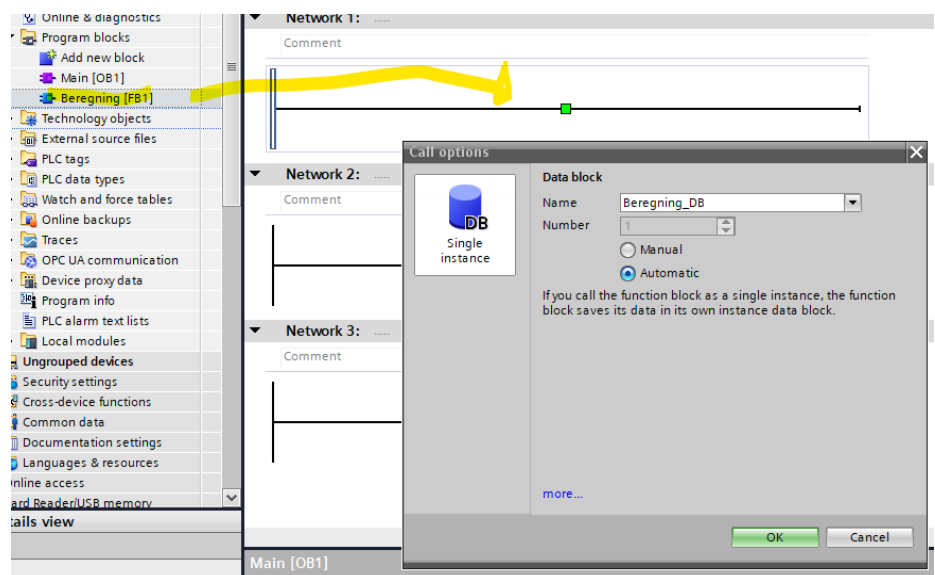 Online & diagnostics
Program blocks
Add new block
Main [OB1]
Beregning [FB1]
Technology objects
External source files
PLC tags
PLC data types
Watch and force tables
Online backups
Traces
OPC UA communication
Device proxy data
Program info
PLC alarm text lists
Local modules
Ungrouped devices
Security settings
Cross-device functions
Common data
Documentation settings
Languages & resources
nline access
ard Reader/USB memory
tails view
Network 1: .....
Comment
Network 2: .....
Comment
Network 3: .....
Comment
Main [OB1]
Call options
DB
Single
instance
Data block
Name Beregning_DB
Number 1
Manual
Automatic
If you call the function block as a single instance, the function
block saves its data in its own instance data block.
more...
OK Cancel